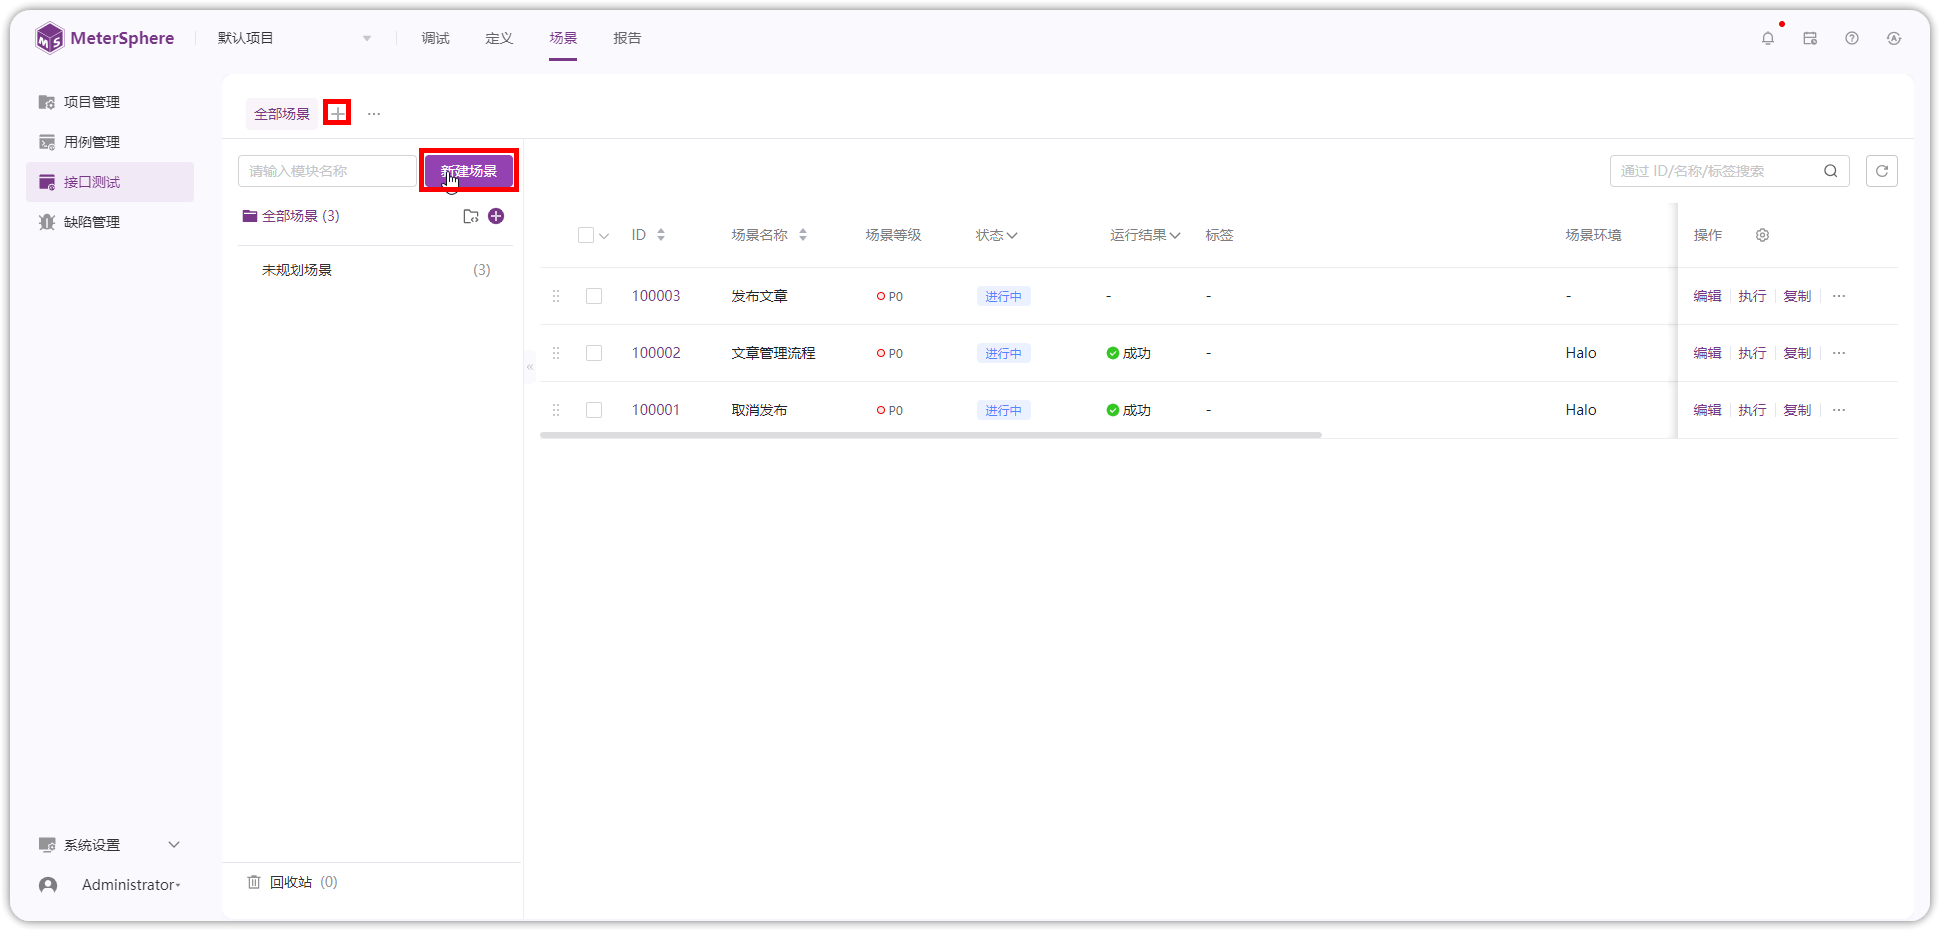 MeterSphere 默认项目 调试 定义 场景 报告
项目管理
用例管理
接口测试
缺陷管理
全部场景 + ...
请输入模块名称 新建场景
全部场景 (3)
未规划场景 (3)
通过 ID/名称/标签搜索
ID 场景名称 场景等级 状态 运行结果 标签 场景环境 操作
100003 发布文章 P0 进行中 - - - 编辑 执行 复制 ...
100002 文章管理流程 P0 进行中 成功 - Halo 编辑 执行 复制 ...
100001 取消发布 P0 进行中 成功 - Halo 编辑 执行 复制 ...
系统设置
Administrator
回收站 (0)